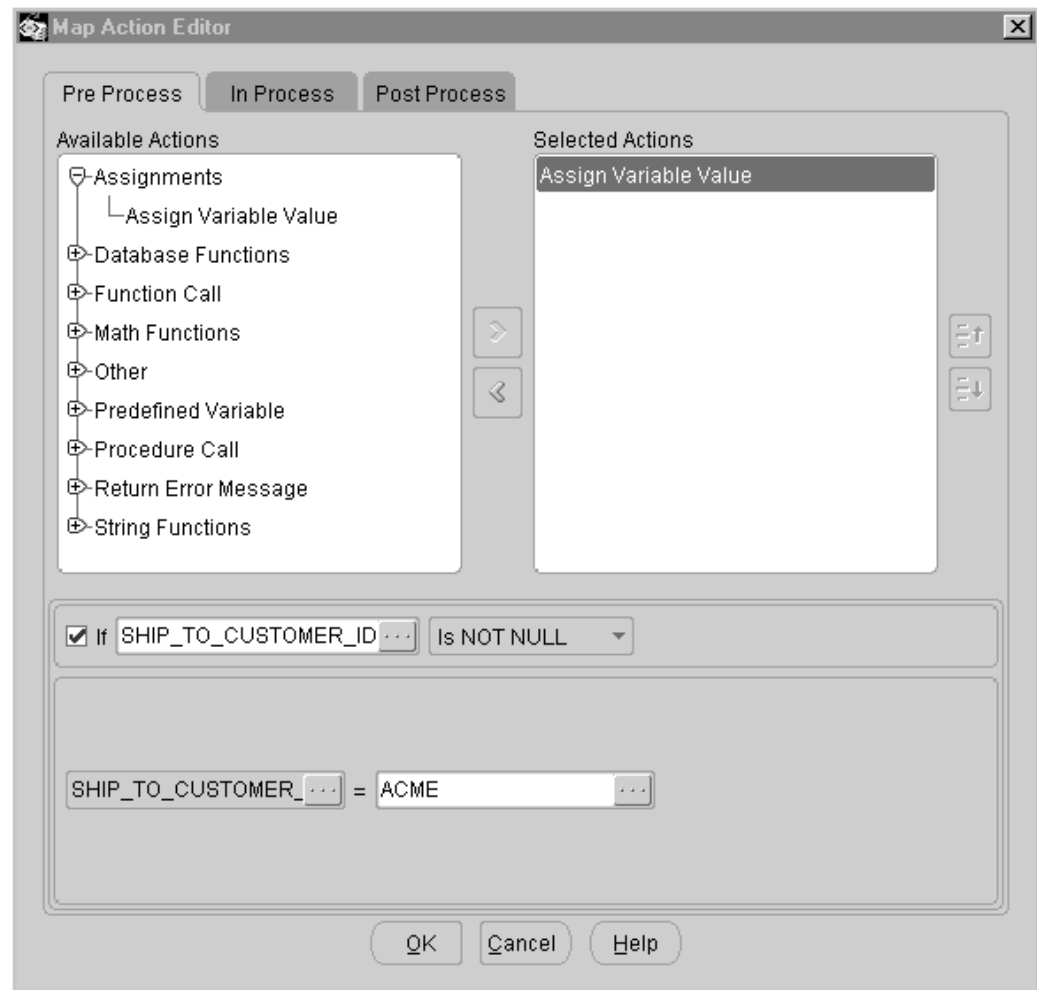 Map Action Editor
Pre Process In Process Post Process
Available Actions
Assignments
Assign Variable Value
Database Functions
Function Call
Math Functions
Other
Predefined Variable
Procedure Call
Return Error Message
String Functions
Selected Actions
Assign Variable Value
If SHIP_TO_CUSTOMER_ID ... Is NOT NULL
SHIP_TO_CUSTOMER_ ... = ACME ...
OK Cancel Help